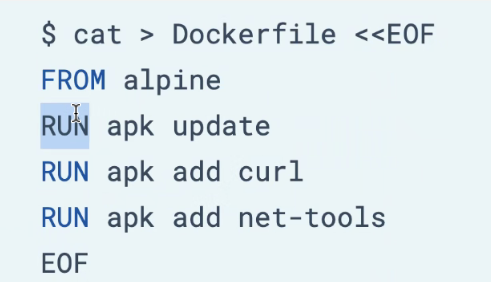 $ cat > Dockerfile <<EOF
FROM alpine
RUN apk update
RUN apk add curl
RUN apk add net-tools
EOF